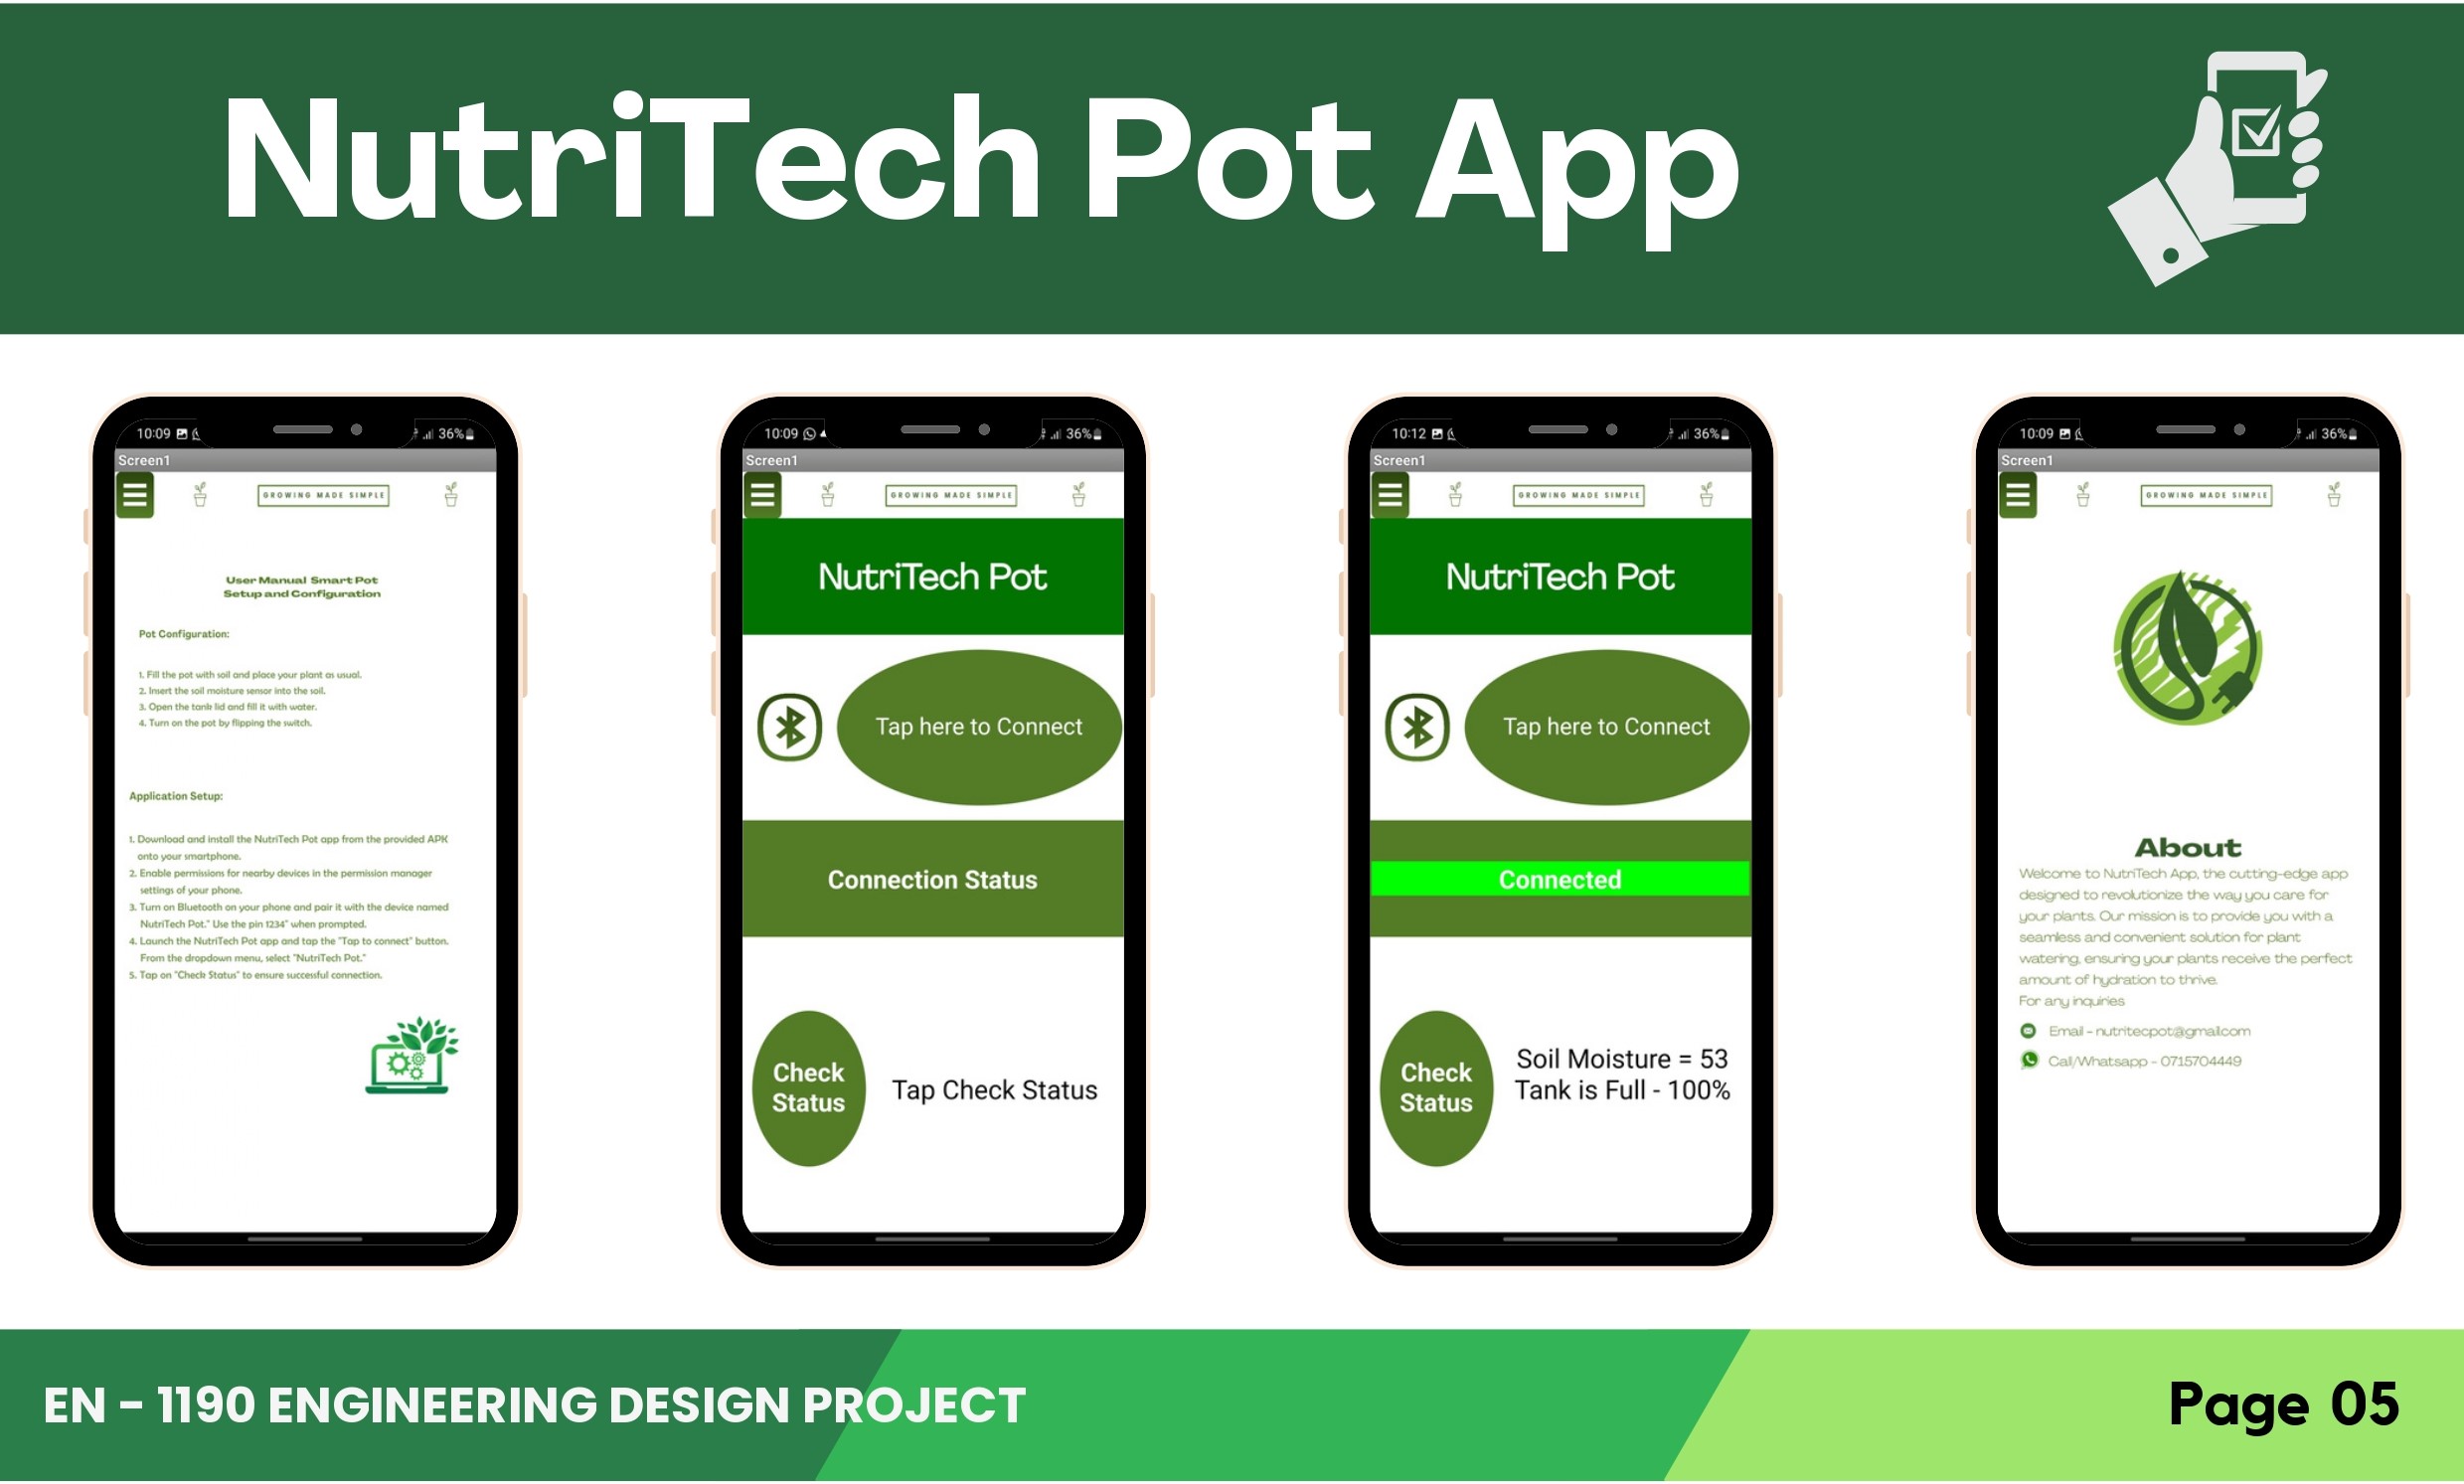 NutriTech Pot App
10:09
36%
Screen1
GROWING MADE SIMPLE
User Manual Smart Pot
Setup and Configuration
Pot Configuration:
1. Fill the pot with soil and place your plant as usual.
2. Insert the soil moisture sensor into the soil.
3. Open the tank lid and fill it with water.
4. Turn on the pot by flipping the switch.
Application Setup:
1. Download and install the NutriTech Pot app from the provided APK
onto your smartphone.
2. Enable permissions for nearby devices in the permission manager
settings of your phone.
3. Turn on Bluetooth on your phone and pair it with the device named
NutriTech Pot." Use the pin 1234" when prompted.
4. Launch the NutriTech Pot app and tap the "Tap to connect" button.
From the dropdown menu, select "NutriTech Pot."
5. Tap on "Check Status" to ensure successful connection.
10:09
36%
Screen1
GROWING MADE SIMPLE
NutriTech Pot
Tap here to Connect
Connection Status
Check
Status
Tap Check Status
10:12
36%
Screen1
GROWING MADE SIMPLE
NutriTech Pot
Tap here to Connect
Connected
Check
Status
Soil Moisture = 53
Tank is Full - 100%
10:09
36%
Screen1
GROWING MADE SIMPLE
About
Welcome to NutriTech App, the cutting-edge app
designed to revolutionize the way you care for
your plants. Our mission is to provide you with a
seamless and convenient solution for plant
watering, ensuring your plants receive the perfect
amount of hydration to thrive.
For any inquiries
Email - nutritecpot@gmail.com
Call/Whatsapp - 0715704449
EN - 1190 ENGINEERING DESIGN PROJECT
Page 05